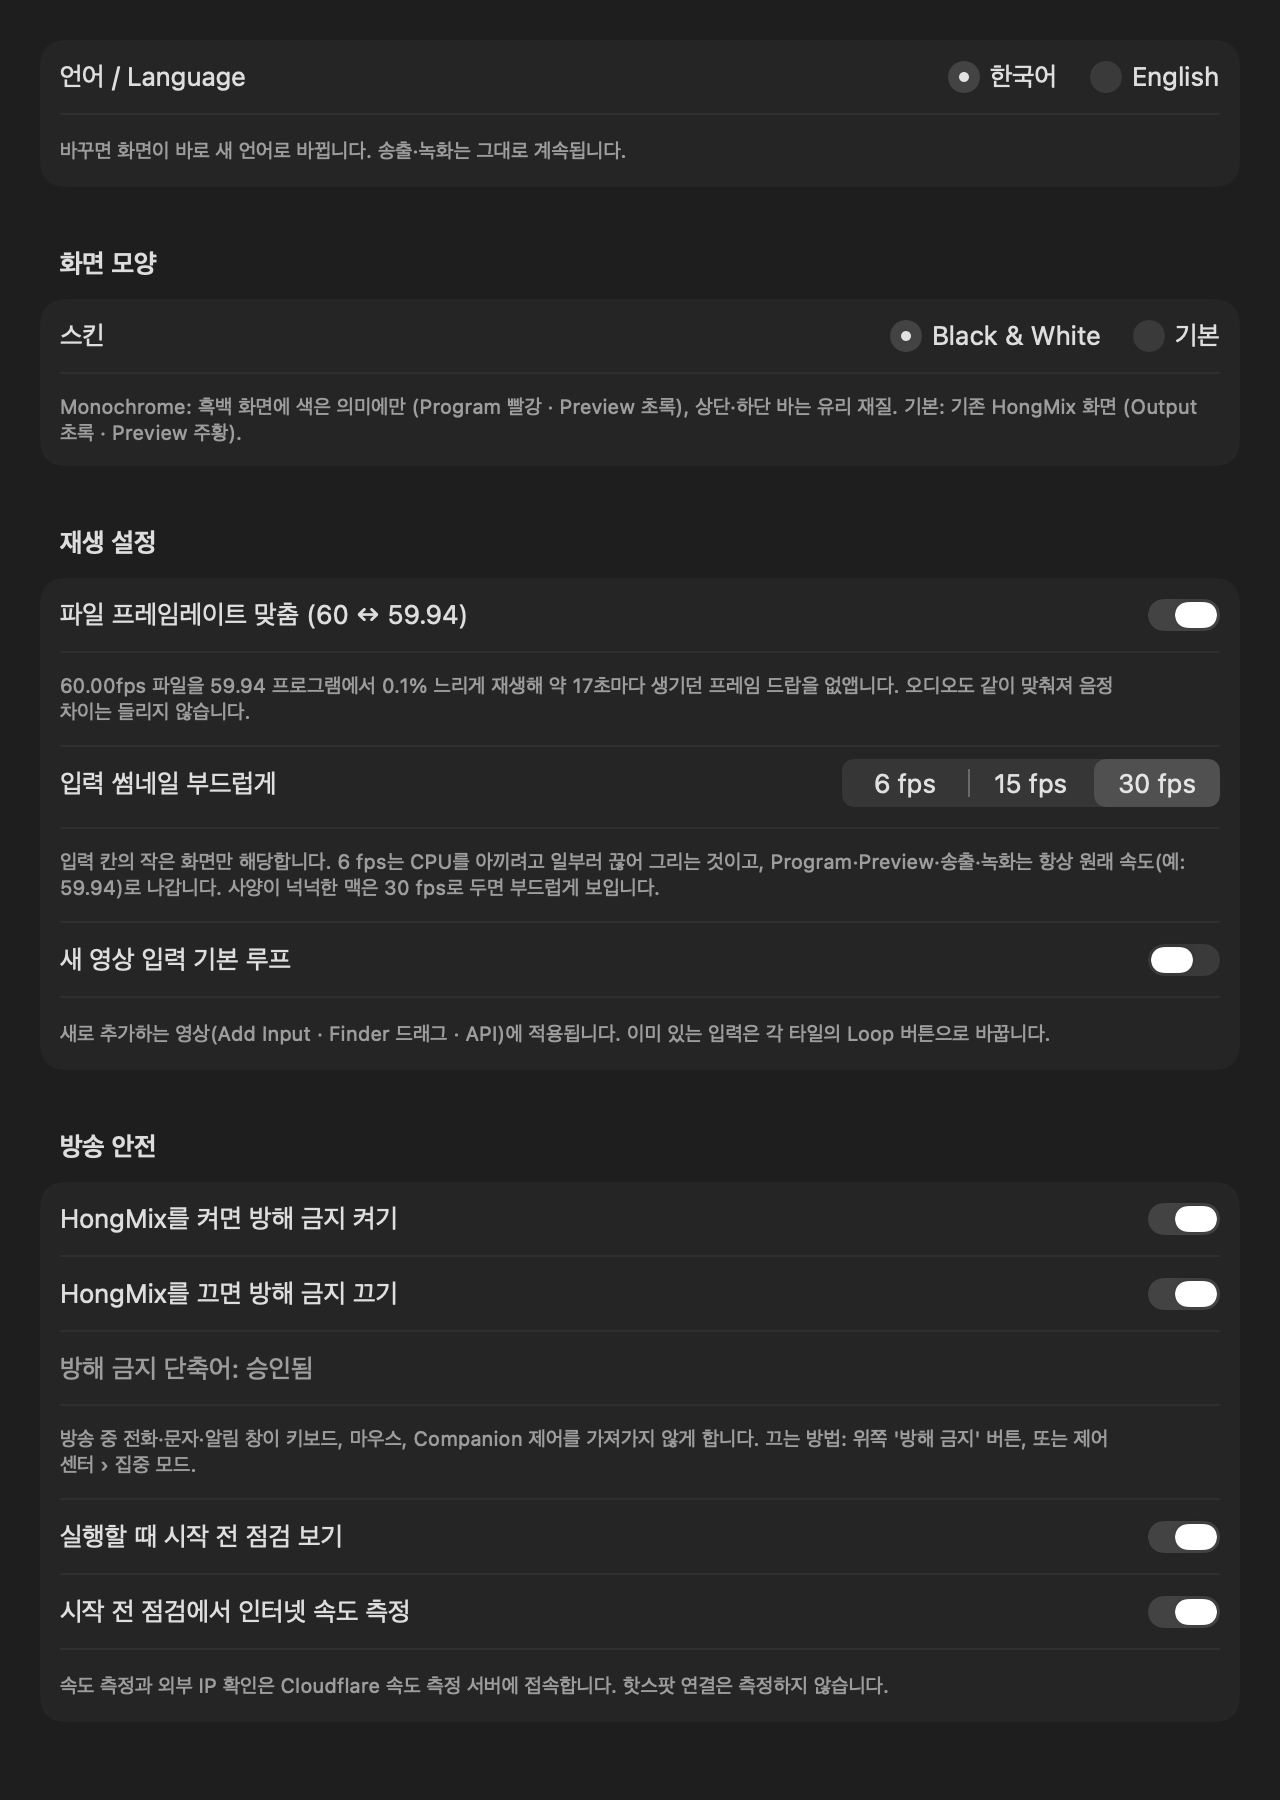 언어 / Language
한국어
English
바꾸면 화면이 바로 새 언어로 바뀝니다. 송출·녹화는 그대로 계속됩니다.
화면 모양
스킨
Black & White
기본
Monochrome: 흑백 화면에 색은 의미에만 (Program 빨강 · Preview 초록), 상단·하단 바는 유리 재질. 기본: 기존 HongMix 화면 (Output
초록 · Preview 주황).
재생 설정
파일 프레임레이트 맞춤 (60 ↔ 59.94)
60.00fps 파일을 59.94 프로그램에서 0.1% 느리게 재생해 약 17초마다 생기던 프레임 드랍을 없앱니다. 오디오도 같이 맞춰져 음정
차이는 들리지 않습니다.
입력 썸네일 부드럽게
6 fps
15 fps
30 fps
입력 칸의 작은 화면만 해당합니다. 6 fps는 CPU를 아끼려고 일부러 끊어 그리는 것이고, Program·Preview·송출·녹화는 항상 원래 속도(예:
59.94)로 나갑니다. 사양이 넉넉한 맥은 30 fps로 두면 부드럽게 보입니다.
새 영상 입력 기본 루프
새로 추가하는 영상(Add Input · Finder 드래그 · API)에 적용됩니다. 이미 있는 입력은 각 타일의 Loop 버튼으로 바꿉니다.
방송 안전
HongMix를 켜면 방해 금지 켜기
HongMix를 끄면 방해 금지 끄기
방해 금지 단축어: 승인됨
방송 중 전화·문자·알림 창이 키보드, 마우스, Companion 제어를 가져가지 않게 합니다. 끄는 방법: 위쪽 '방해 금지' 버튼, 또는 제어
센터 › 집중 모드.
실행할 때 시작 전 점검 보기
시작 전 점검에서 인터넷 속도 측정
속도 측정과 외부 IP 확인은 Cloudflare 속도 측정 서버에 접속합니다. 핫스팟 연결은 측정하지 않습니다.